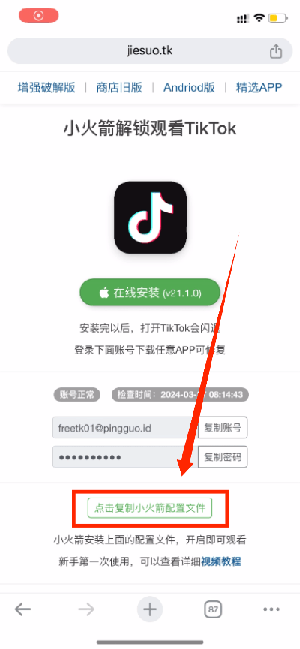 jiesuo.tk
增强破解版 | 商店旧版 | Andriod版 | 精选APP
小火箭解锁观看TikTok
在线安装 (v21.1.0)
安装完以后，打开TikTok会闪退
登录下面账号下载任意APP可修复
账号正常 检查时间：2024-03- 08:14:43
freetk01@pingguo.id 复制账号
●●●●●●●●●● 复制密码
点击复制小火箭配置文件
小火箭安装上面的配置文件，开启即可观看
新手第一次使用，可以查看详细视频教程